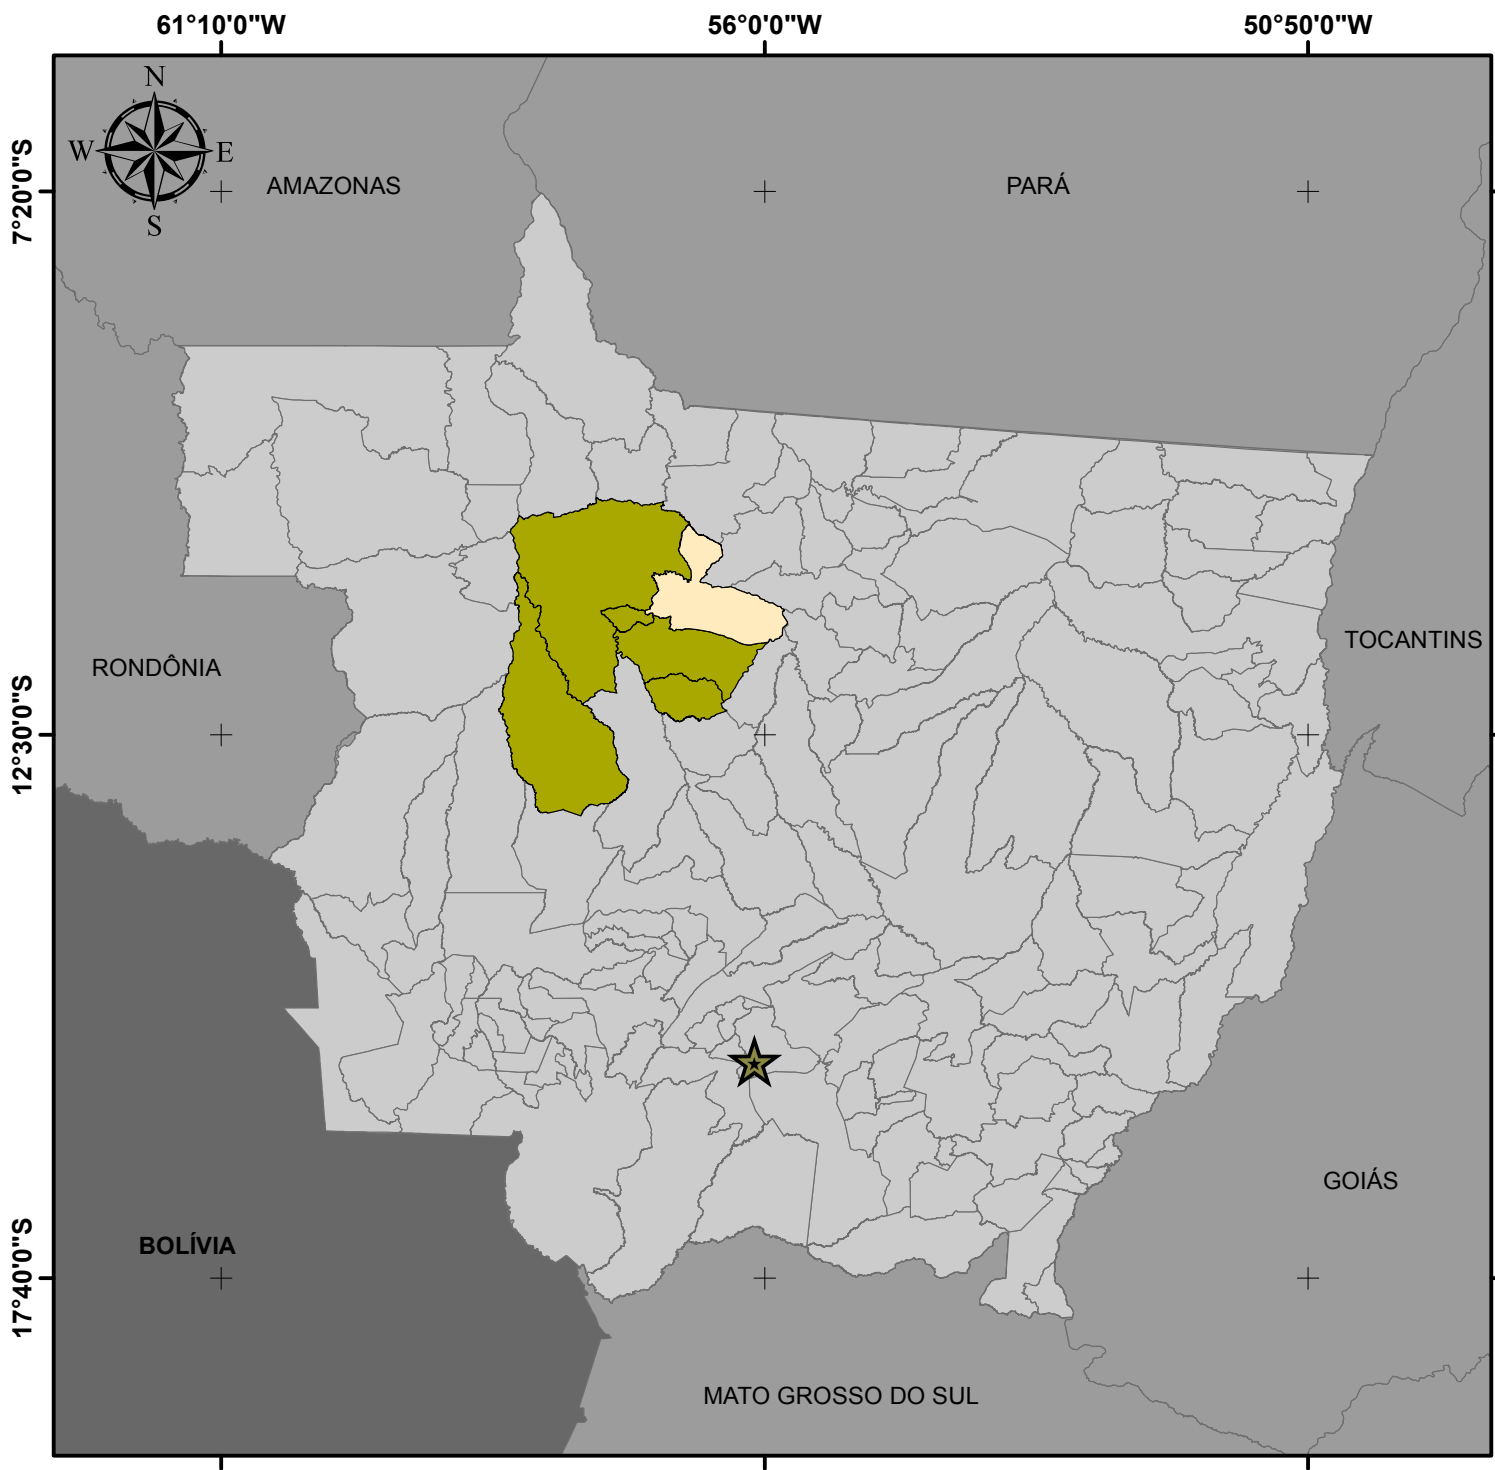 61°10'0"W
56°0'0"W
50°50'0"W
N
W
E
S
7°20'0"S
AMAZONAS
PARÁ
12°30'0"S
RONDÔNIA
TOCANTINS
17°40'0"S
GOIÁS
BOLÍVIA
MATO GROSSO DO SUL